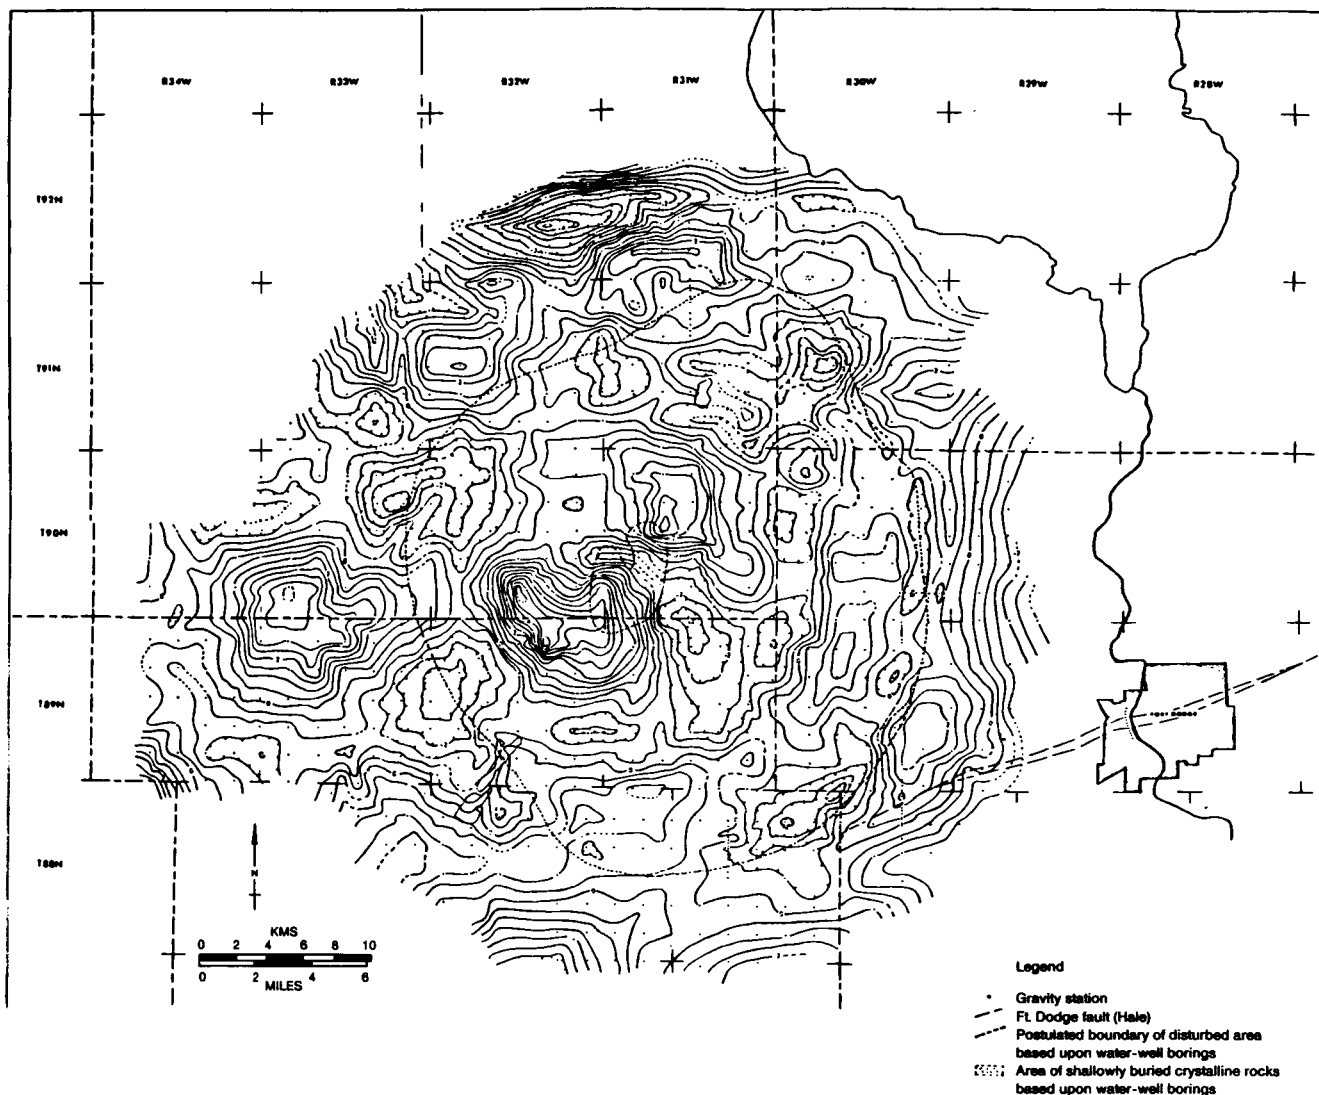 R34W R33W R32W R31W R30W R29W R28W
T92N
T91N
T90N
T89N
FORT DODGE
T88N
N
KMS
0 2 4 6 8 10
0 2 4 6
MILES
Legend
Gravity station
Ft. Dodge fault (Hale)
Postulated boundary of disturbed area
based upon water-well borings
Area of shallowly buried crystalline rocks
based upon water-well borings